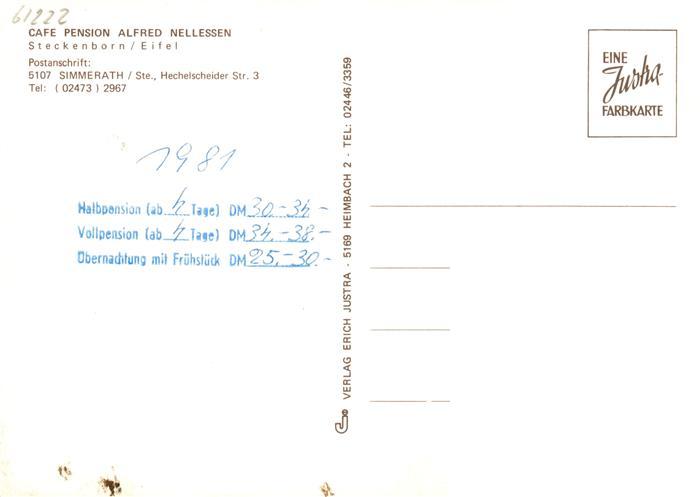 61222
CAFE PENSION ALFRED NELLESSEN
Steckenborn / Eifel
Postanschrift:
5107 SIMMERATH / Ste., Hechelscheider Str. 3
Tel: ( 02473 ) 2967
1981
Halbpension (ab 4 Tage) DM 30.-34.-
Vollpension (ab 4 Tage) DM 34.-38.-
Übernachtung mit Frühstück DM 25.-30.-
VERLAG ERICH JUSTRA - 5169 HEIMBACH 2 - TEL: 02446/3359
EINE
Justra-
FARBKARTE